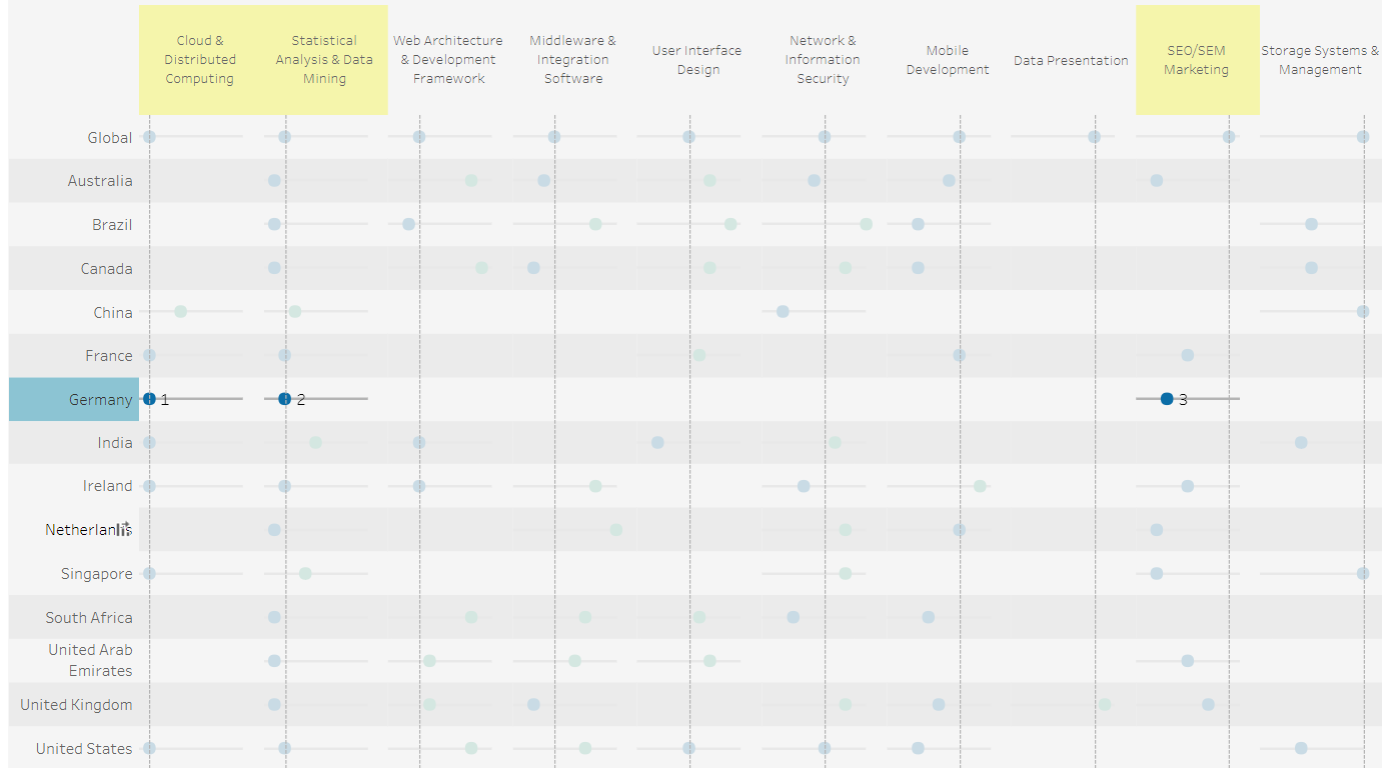 Cloud &
Distributed
Computing
Statistical
Analysis & Data
Mining
Web Architecture
& Development
Framework
Middleware &
Integration
Software
User Interface
Design
Network &
Information
Security
Mobile
Development
Data Presentation
SEO/SEM
Marketing
Storage Systems &
Management
Global
Australia
Brazil
Canada
China
France
Germany 1 2 3
India
Ireland
Netherlands
Singapore
South Africa
United Arab
Emirates
United Kingdom
United States